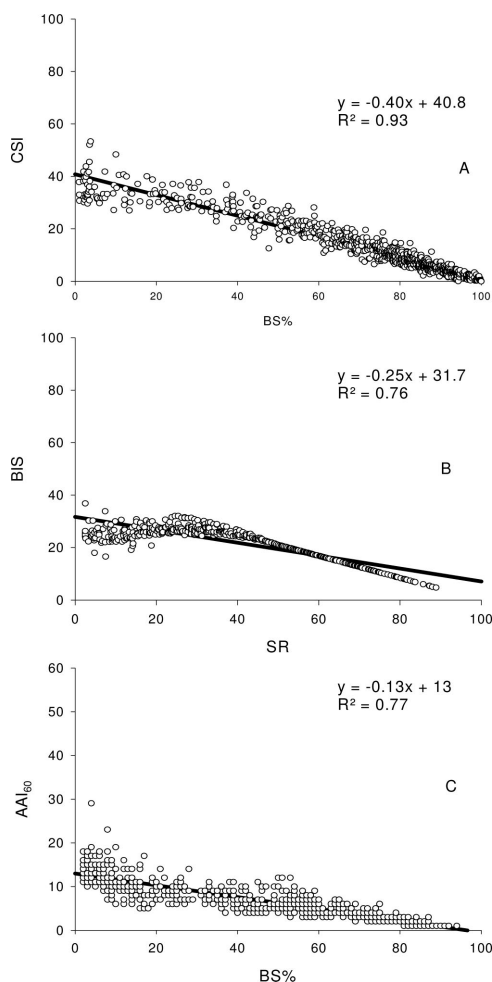 100
80
y = -0.40x + 40.8
R² = 0.93
60
CSI
A
40
20
0
0 20 40 60 80 100
BS%
100
y = -0.25x + 31.7
R² = 0.76
80
60
BIS
B
40
20
0
0 20 40 60 80 100
SR
60
y = -0.13x + 13
R² = 0.77
50
40
AAI₆₀
C
30
20
10
0
0 20 40 60 80 100
BS%